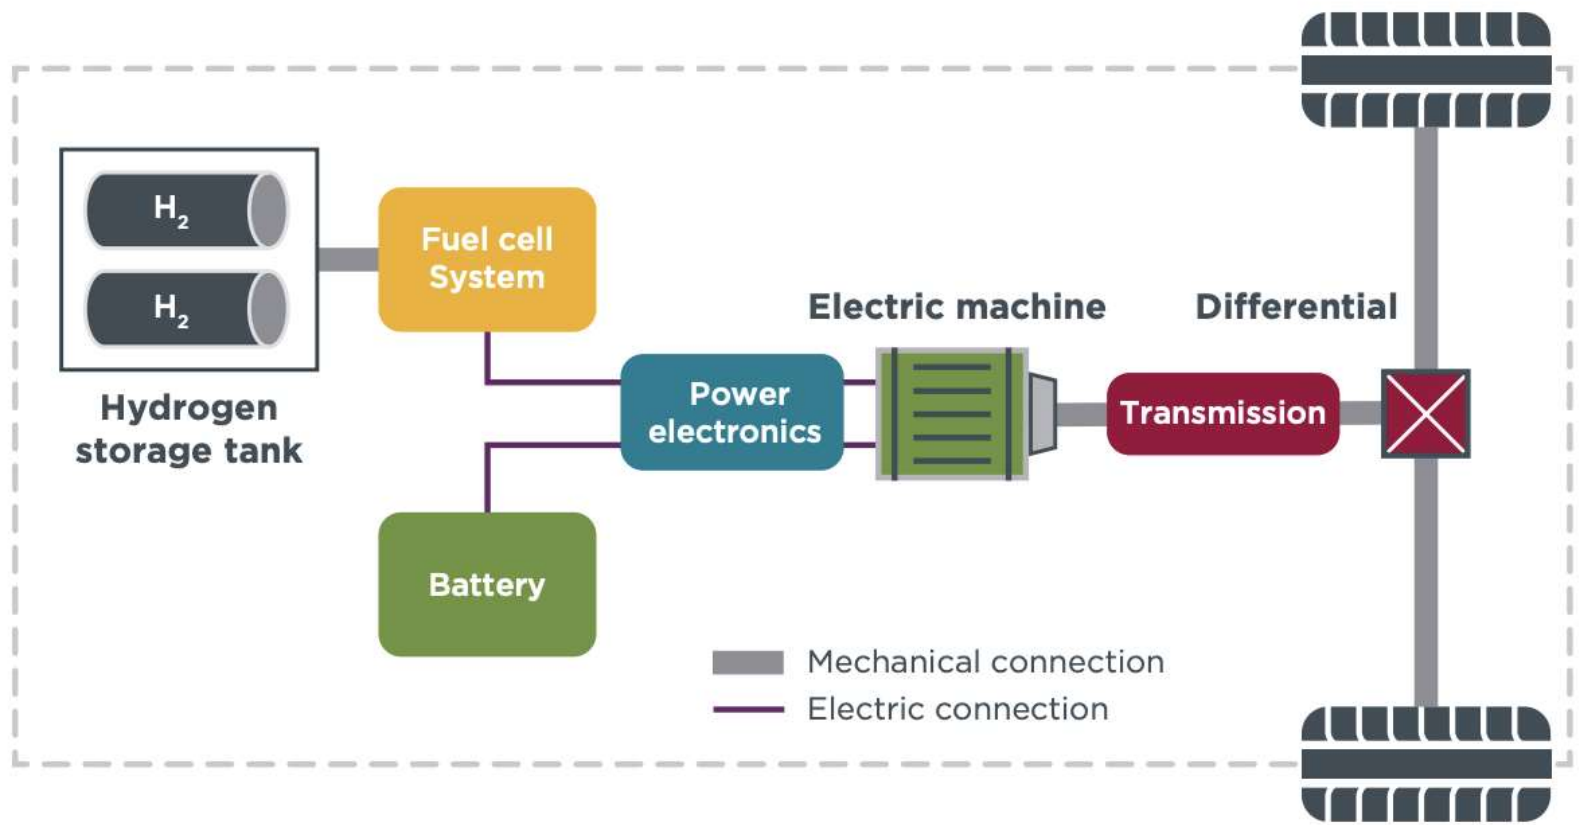 H2
H2
Hydrogen
storage tank
Fuel cell
System
Battery
Power
electronics
Electric machine
Transmission
Differential
Mechanical connection
Electric connection